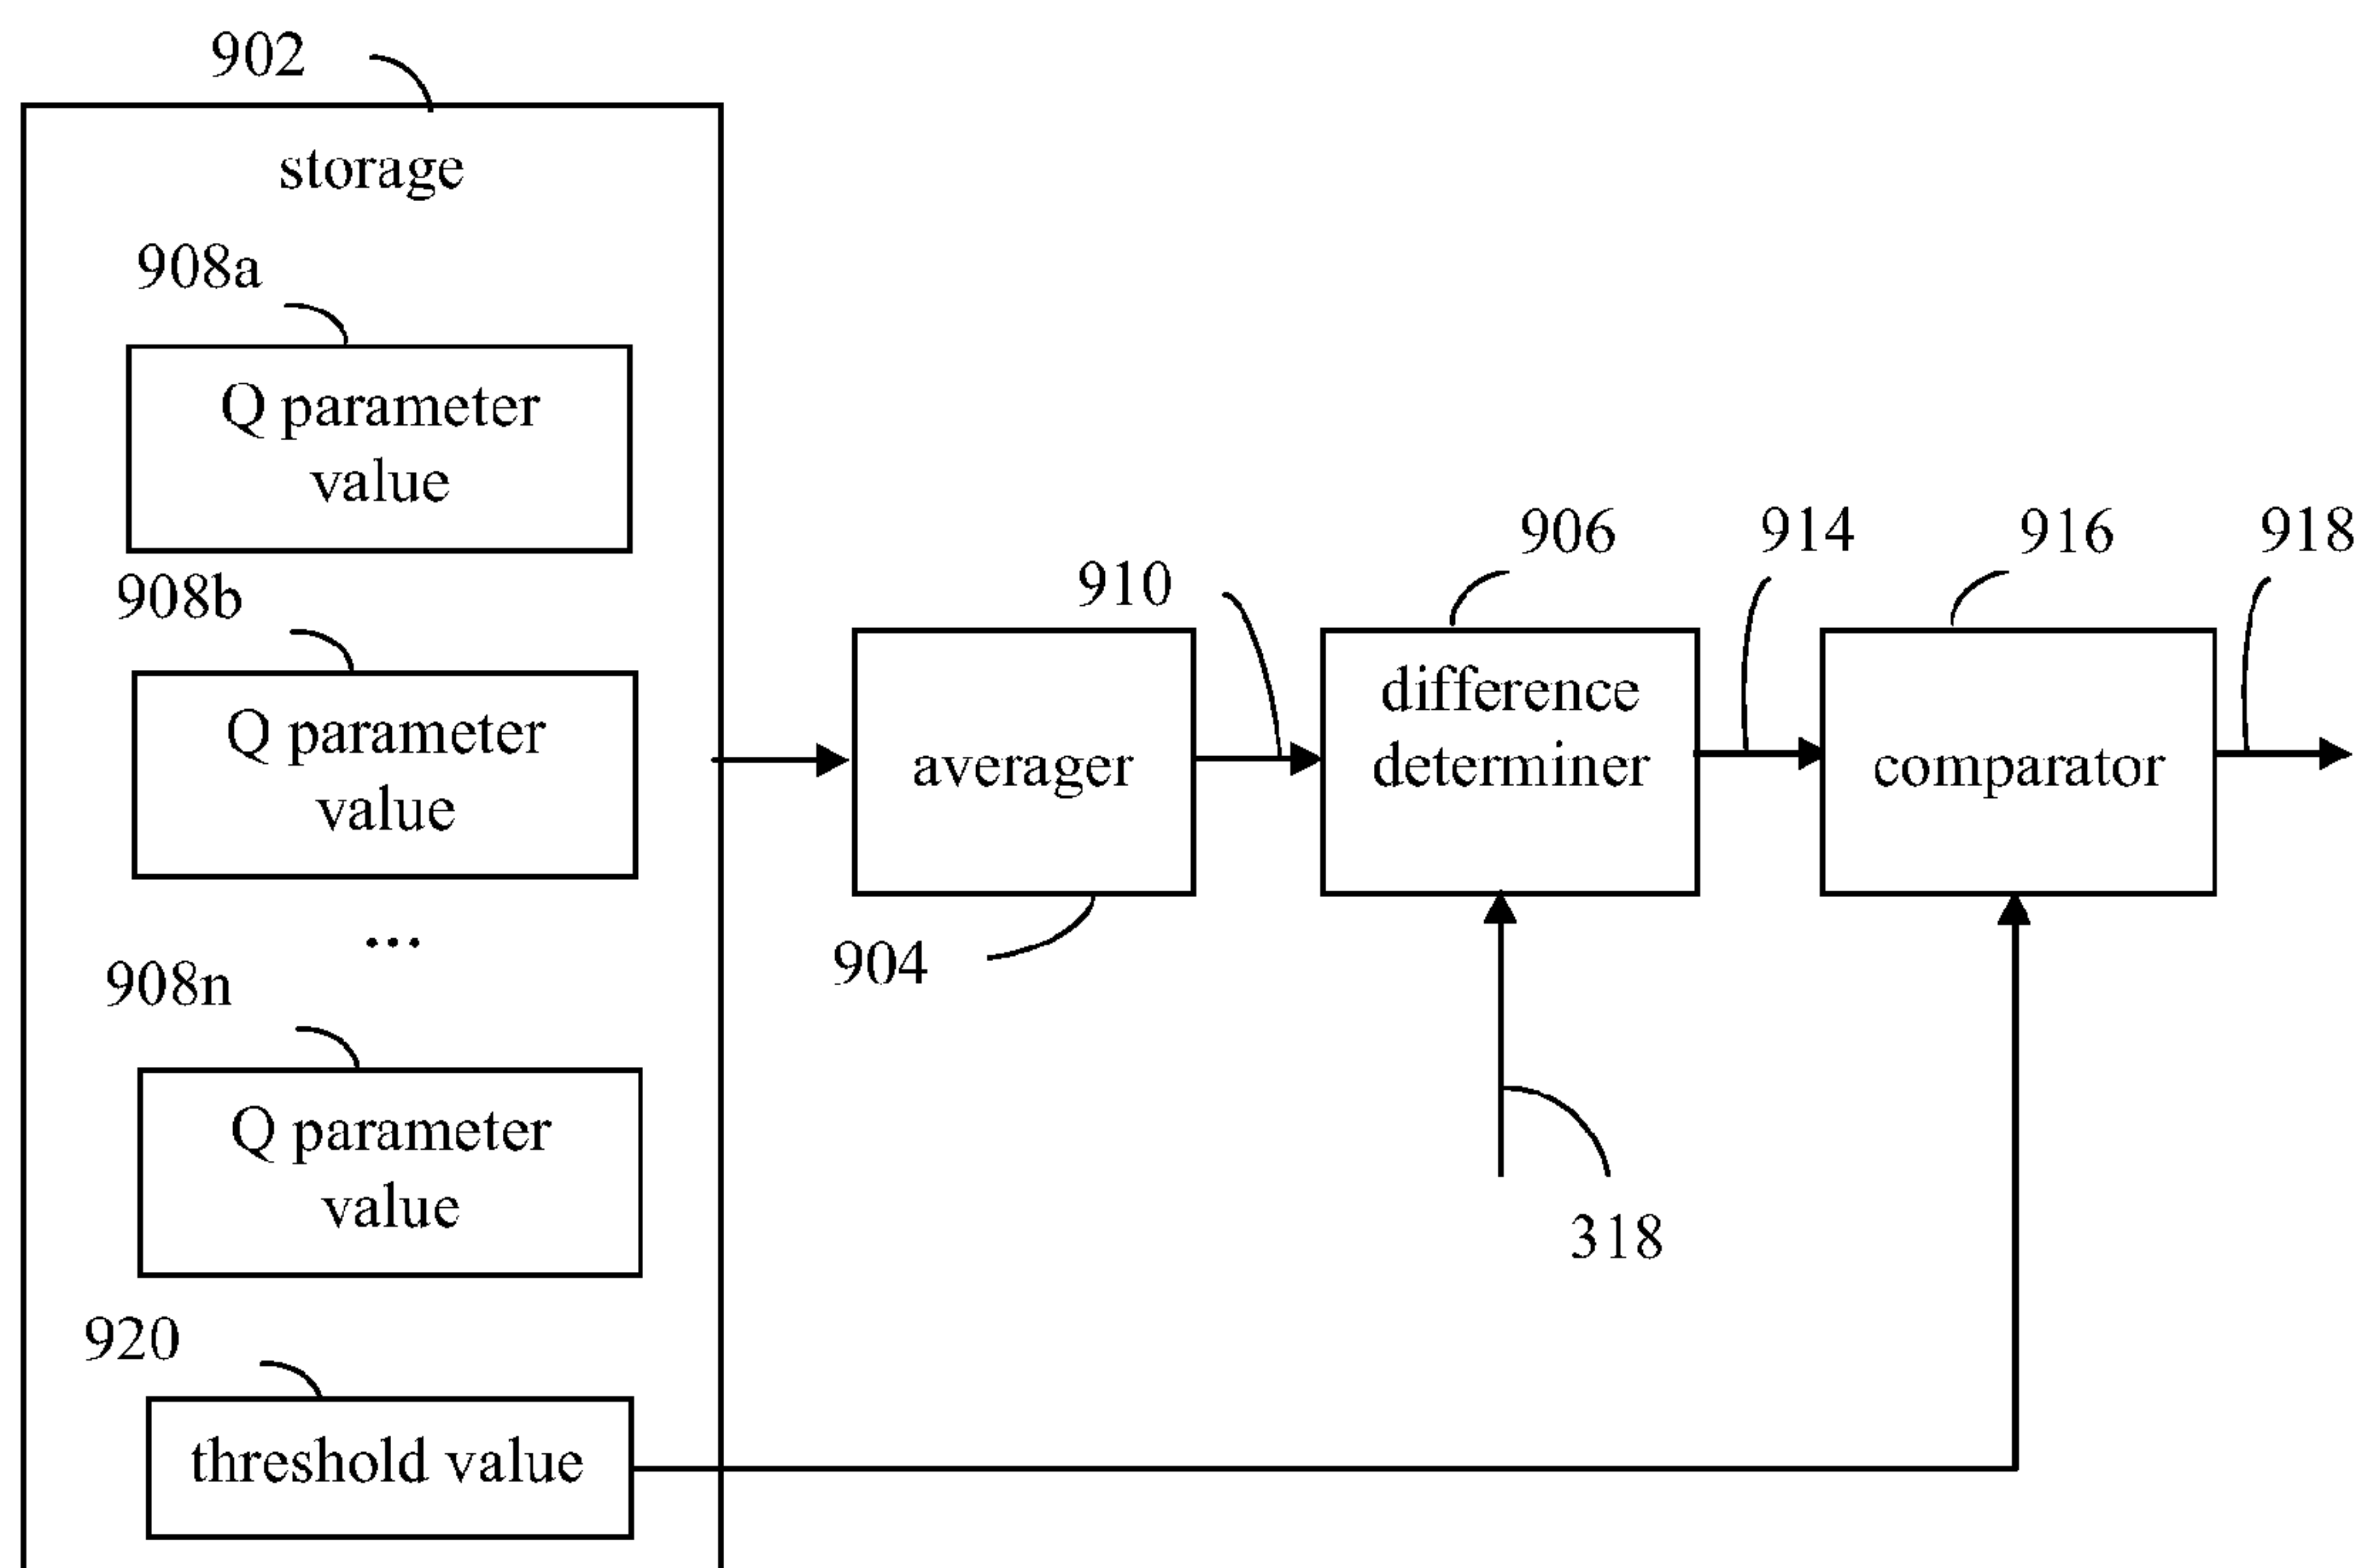 902
storage
908a
Q parameter
value
908b
Q parameter
value
...
908n
Q parameter
value
920
threshold value
904
averager
910
906
difference
determiner
318
914
916
comparator
918